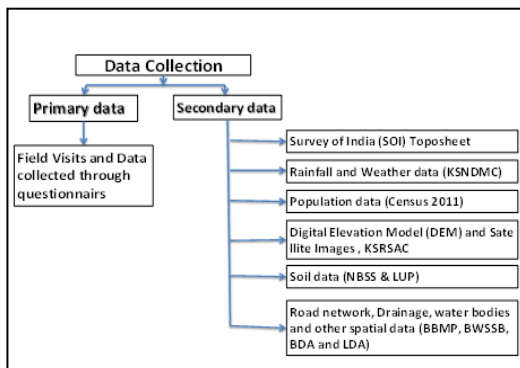 Data Collection
Primary data
Secondary data
Field Visits and Data
collected through
questionnairs
Survey of India (SOI) Toposheet
Rainfall and Weather data (KSNDMC)
Population data (Census 2011)
Digital Elevation Model (DEM) and Sate
llite Images , KSRSAC
Soil data (NBSS & LUP)
Road network, Drainage, water bodies
and other spatial data (BBMP, BWSSB,
BDA and LDA)